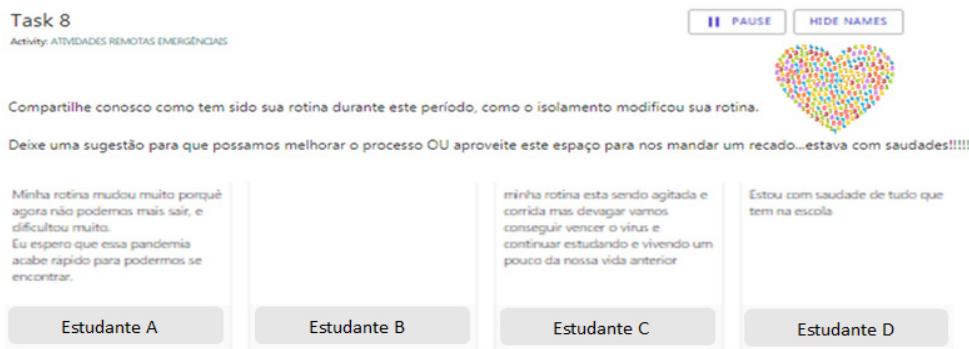 Task 8
PAUSE
HIDE NAMES
Activity: ATIVIDADES REMOTAS EMERGÊNCIAIS
Compartilhe conosco como tem sido sua rotina durante este período, como o isolamento modificou sua rotina.
Deixe uma sugestão para que possamos melhorar o processo OU aproveite este espaço para nos mandar um recado...estava com saudades!!!!!
Minha rotina mudou muito porquê
agora não podemos mais sair, e
dificultou muito.
Eu espero que essa pandemia
acabe rápido para podermos se
encontrar.
Estudante A
Estudante B
minha rotina esta sendo agitada e
corrida mas devagar vamos
conseguir vencer o vírus e
continuar estudando e vivendo um
pouco da nossa vida anterior
Estudante C
Estou com saudade de tudo que
tem na escola
Estudante D